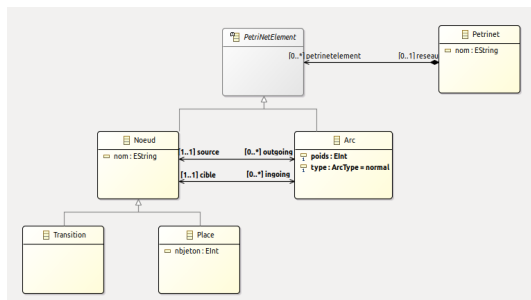 PetriNetElement
Petrinet
nom : EString
[0..*] petrinetelement
[0..1] reseau
Noeud
nom : EString
Arc
poids : EInt
type : ArcType = normal
[1..1] source
[0..*] outgoing
[1..1] cible
[0..*] ingoing
Transition
Place
nbjeton : EInt